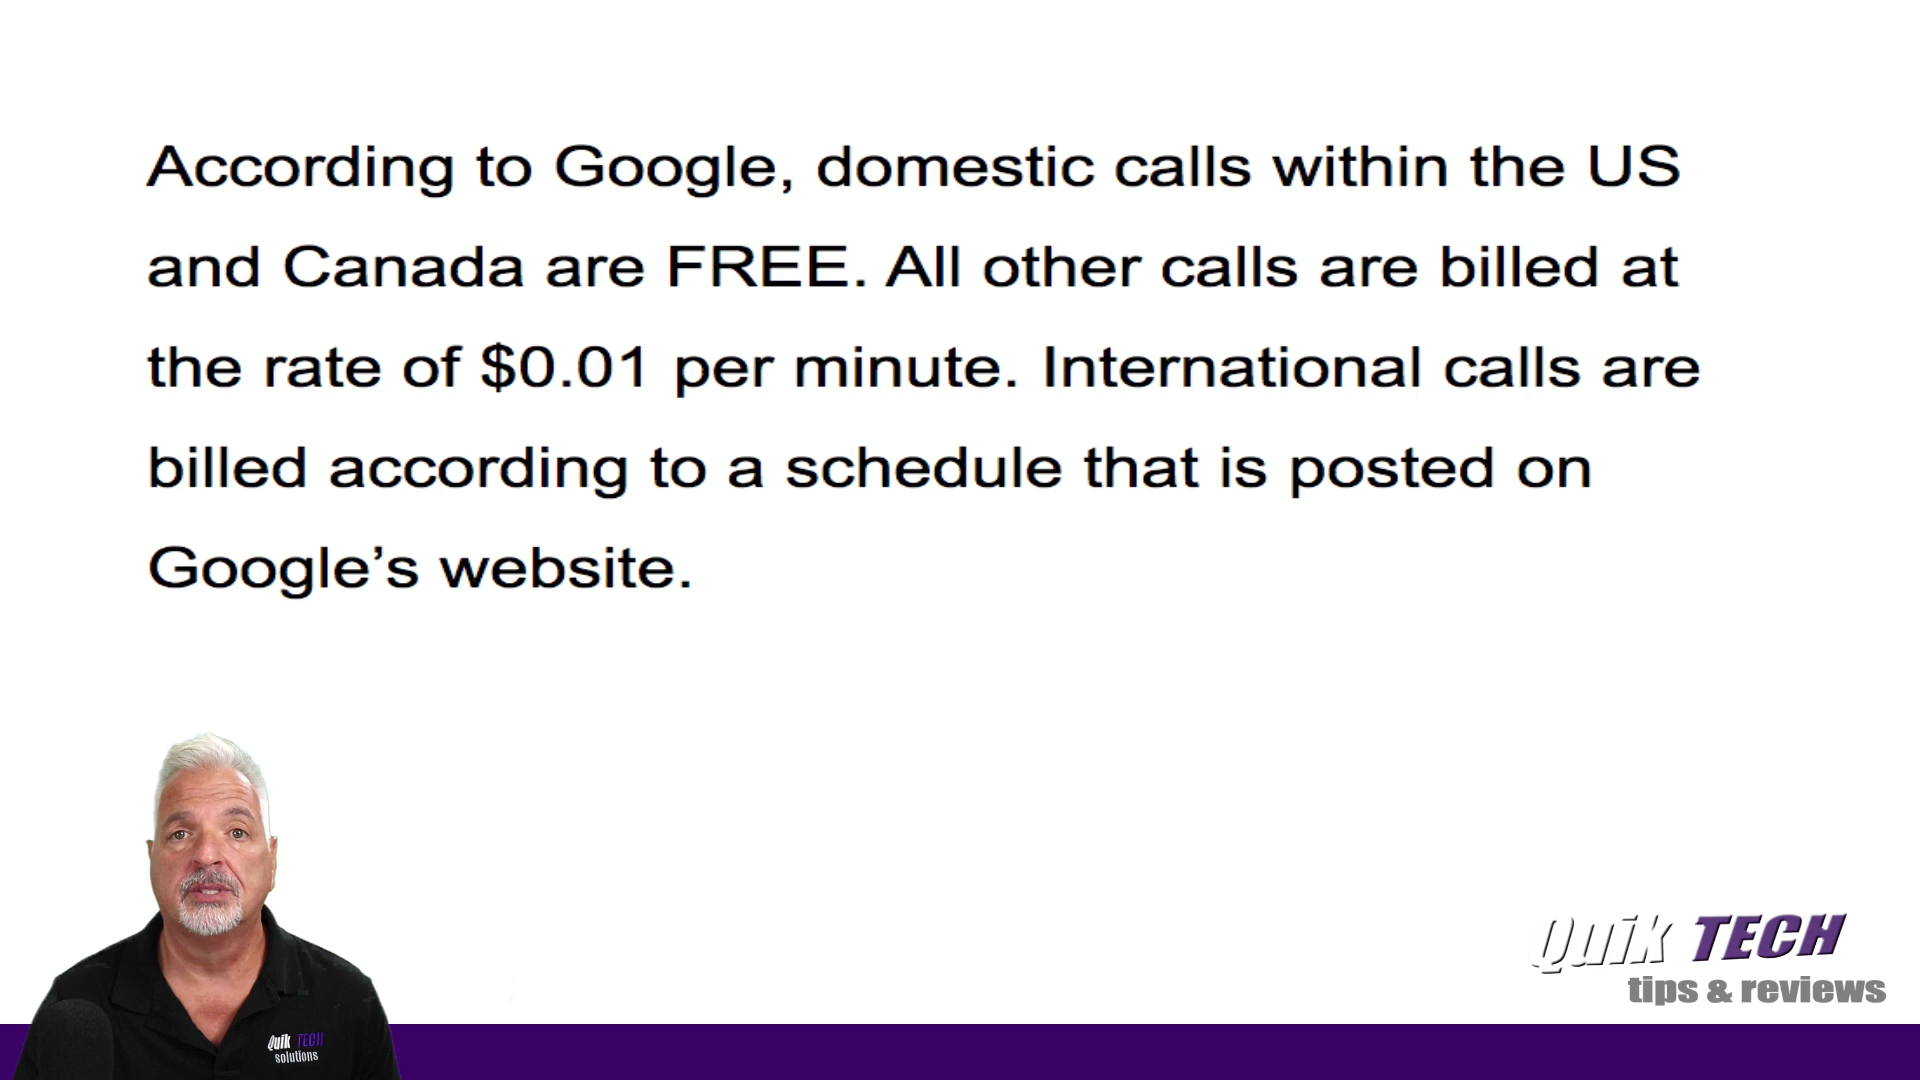 According to Google, domestic calls within the US
and Canada are FREE. All other calls are billed at
the rate of $0.01 per minute. International calls are
billed according to a schedule that is posted on
Google’s website.
Quik TECH
tips & reviews
Quik TECH
solutions